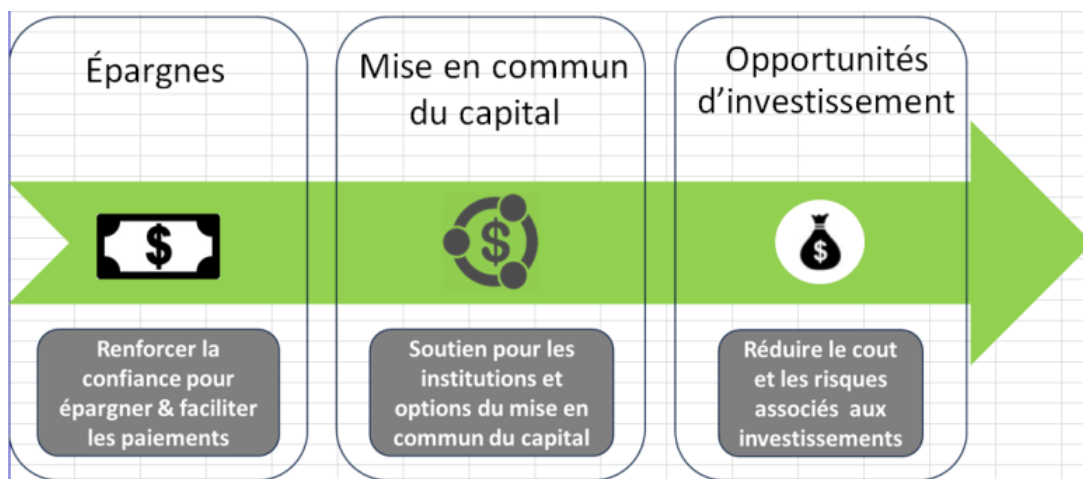 Épargnes
Mise en commun
du capital
Opportunités
d'investissement
$
$
$
Renforcer la
confiance pour
épargner & faciliter
les paiements
Soutien pour les
institutions et
options du mise en
commun du capital
Réduire le cout
et les risques
associés aux
investissements